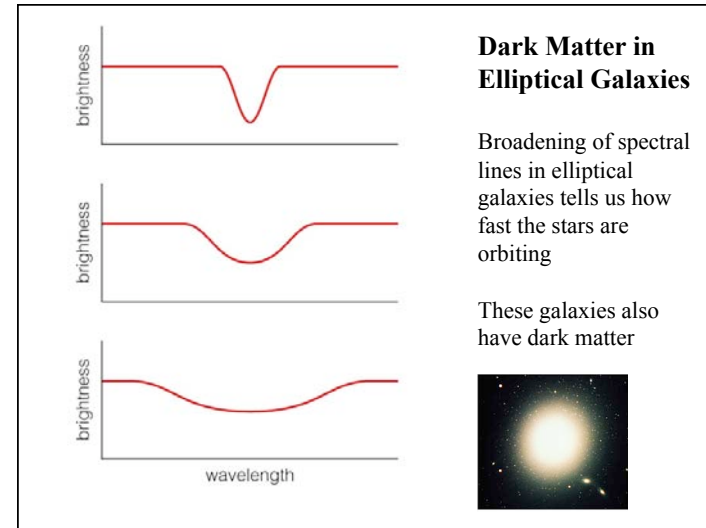 brightness
brightness
brightness
wavelength
Dark Matter in
Elliptical Galaxies
Broadening of spectral
lines in elliptical
galaxies tells us how
fast the stars are
orbiting
These galaxies also
have dark matter